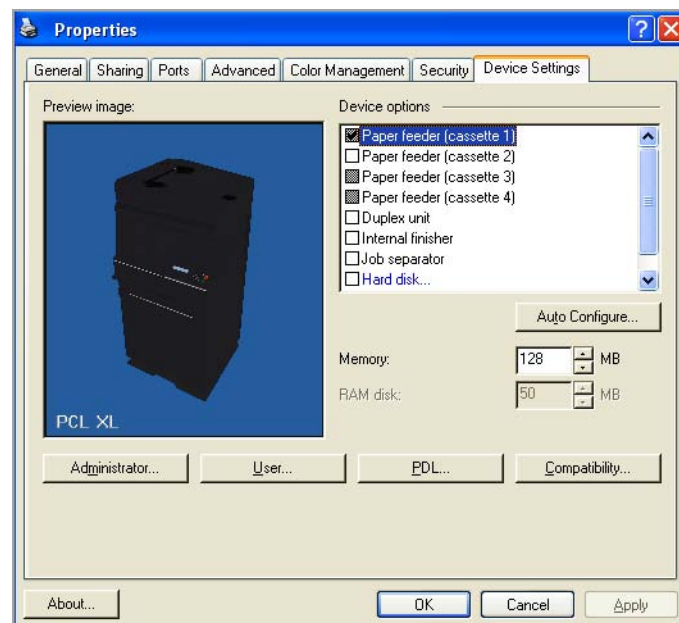 Properties
General Sharing Ports Advanced Color Management Security Device Settings
Preview image:
PCL XL
Device options
Paper feeder (cassette 1)
Paper feeder (cassette 2)
Paper feeder (cassette 3)
Paper feeder (cassette 4)
Duplex unit
Internal finisher
Job separator
Hard disk...
Auto Configure...
Memory: 128 MB
RAM disk: 50 MB
Administrator... User... PDL... Compatibility...
About... OK Cancel Apply